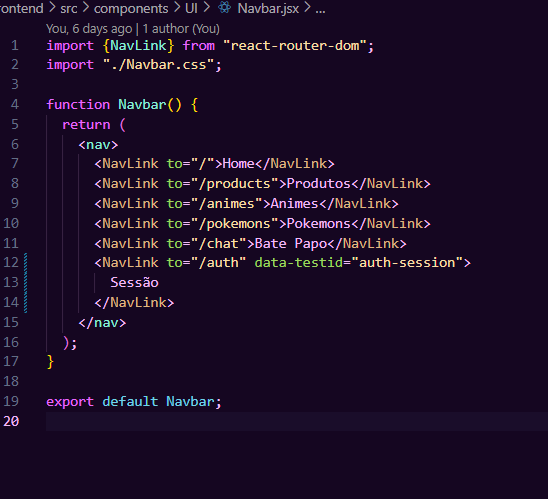 ontend > src > components > UI > Navbar.jsx > ...
You, 6 days ago | 1 author (You)
1 import {NavLink} from "react-router-dom";
2 import "./Navbar.css";
3
4 function Navbar() {
5   return (
6     <nav>
7       <NavLink to="/">Home</NavLink>
8       <NavLink to="/products">Produtos</NavLink>
9       <NavLink to="/animes">Animes</NavLink>
10       <NavLink to="/pokemons">Pokemons</NavLink>
11       <NavLink to="/chat">Bate Papo</NavLink>
12       <NavLink to="/auth" data-testid="auth-session">
13         Sessão
14       </NavLink>
15     </nav>
16   );
17 }
18
19 export default Navbar;
20